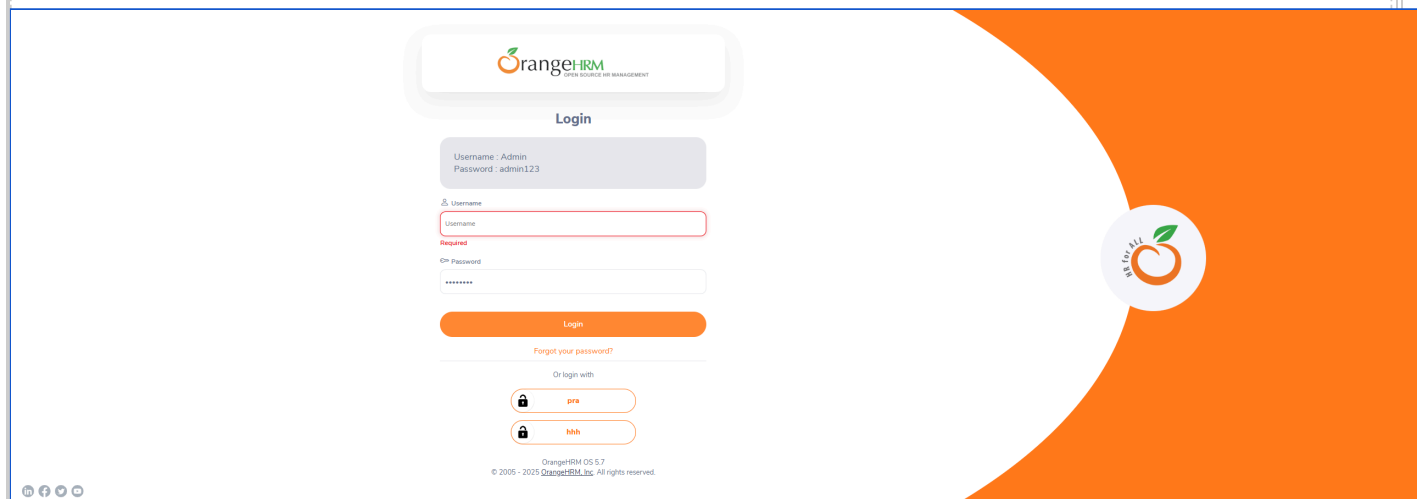 OrangeHRM
OPEN SOURCE HR MANAGEMENT
Login
Username : Admin
Password : admin123
Username
Username
Required
Password
••••••••
Login
Forgot your password?
Or login with
pra
hhh
OrangeHRM OS 5.7
© 2005 - 2025 OrangeHRM, Inc. All rights reserved.
HR for ALL